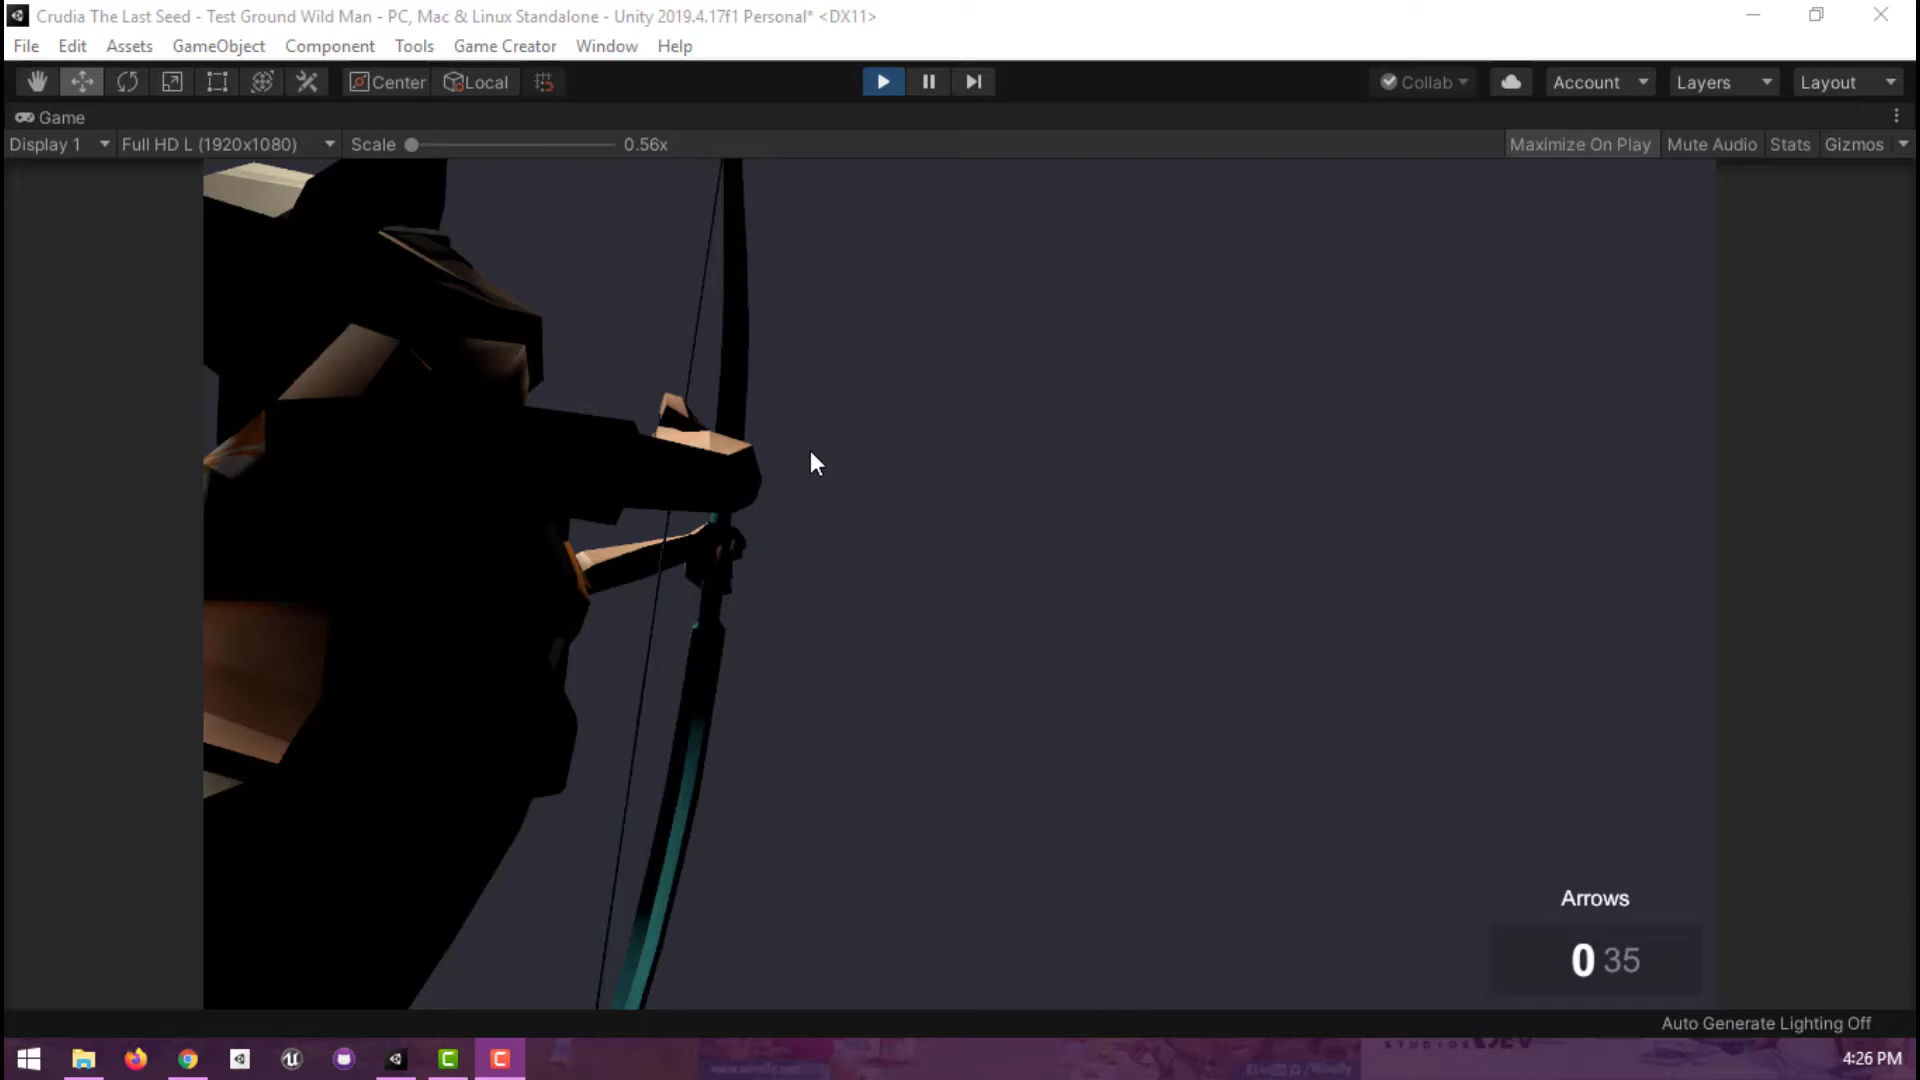 Crudia The Last Seed - Test Ground Wild Man - PC, Mac & Linux Standalone - Unity 2019.4.17f1 Personal* <DX11>
File Edit Assets GameObject Component Tools Game Creator Window Help
Center Local Collab Account Layers Layout
Game
Display 1 Full HD L (1920x1080) Scale 0.56x Maximize On Play Mute Audio Stats Gizmos
Arrows
0 35
Auto Generate Lighting Off
4:26 PM